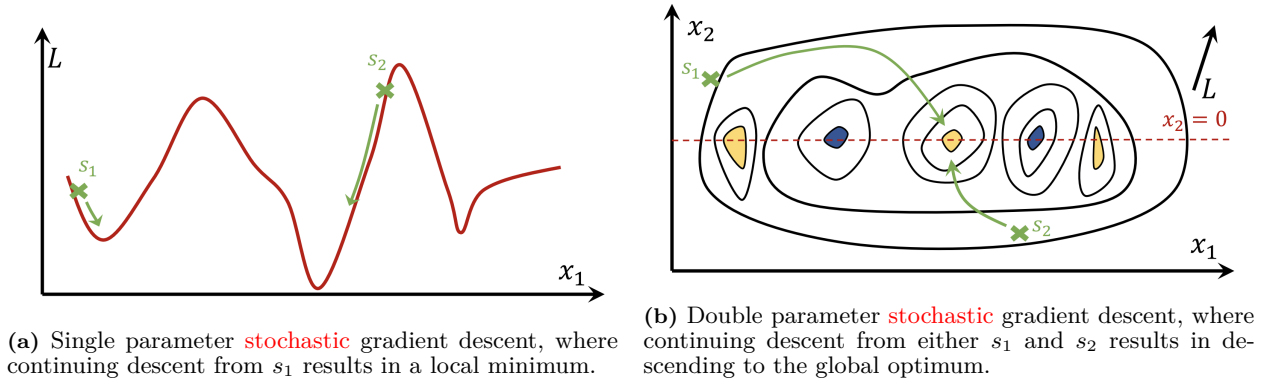 L
s₁
s₂
x₁
(a) Single parameter stochastic gradient descent, where
continuing descent from s₁ results in a local minimum.
x₂
s₁
L
x₂ = 0
s₂
x₁
(b) Double parameter stochastic gradient descent, where
continuing descent from either s₁ and s₂ results in de-
scending to the global optimum.